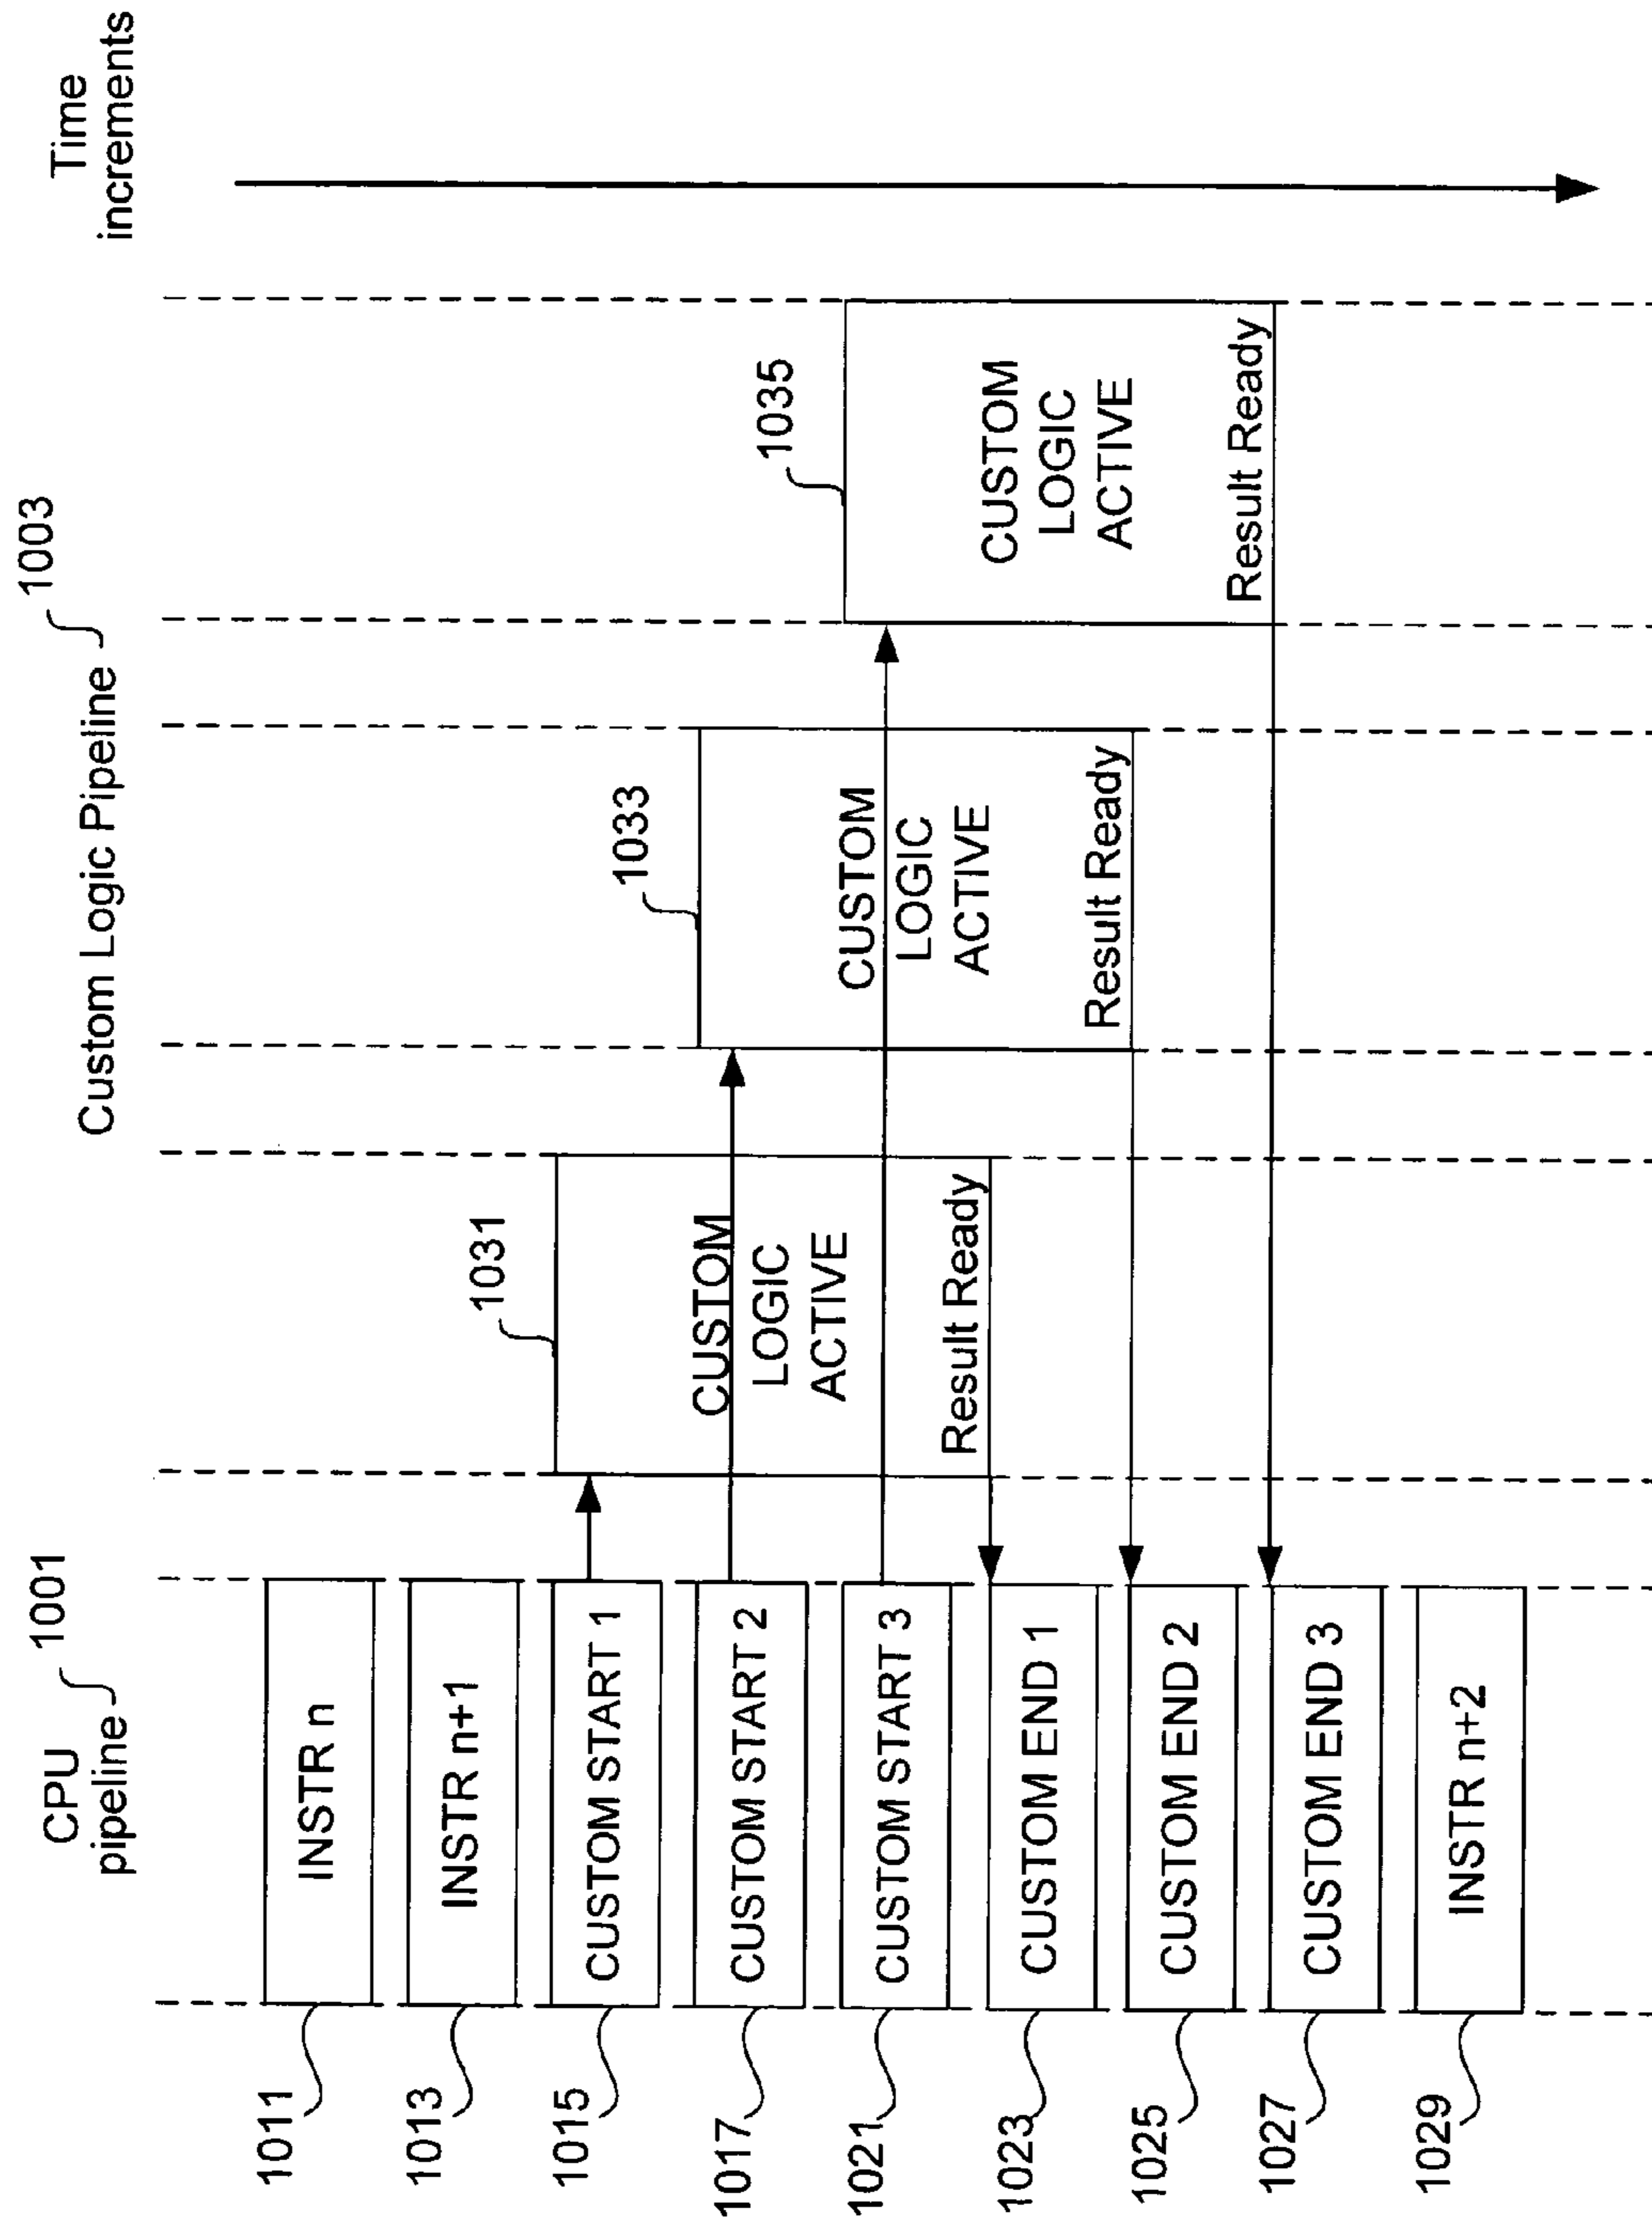 CPU
pipeline
1001
Custom Logic Pipeline
1003
Time
increments
1011
INSTR n
1013
INSTR n+1
1015
CUSTOM START 1
1031
1017
CUSTOM START 2
CUSTOM
LOGIC
ACTIVE
Result Ready
1033
1021
CUSTOM START 3
CUSTOM
LOGIC
ACTIVE
Result Ready
1035
1023
CUSTOM END 1
CUSTOM
LOGIC
ACTIVE
Result Ready
1025
CUSTOM END 2
1027
CUSTOM END 3
1029
INSTR n+2